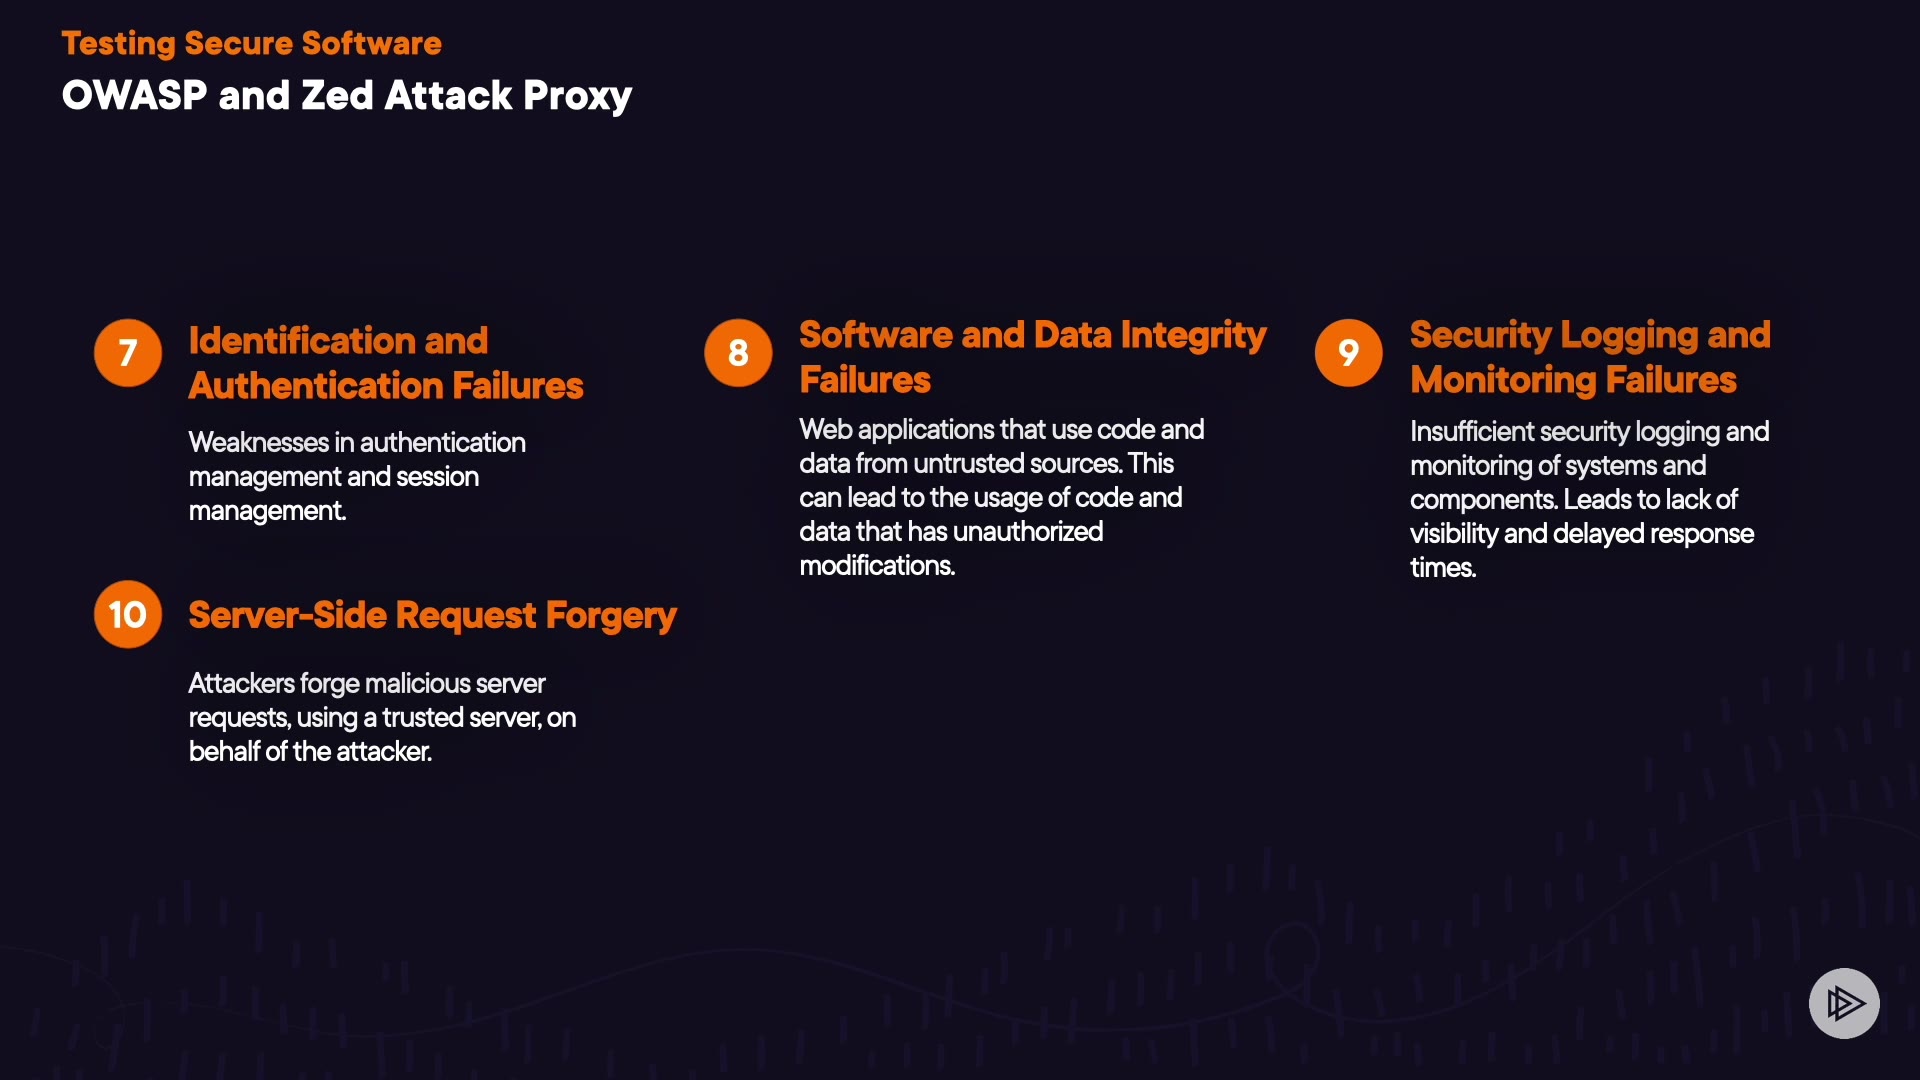 Testing Secure Software
OWASP and Zed Attack Proxy
7
Identification and
Authentication Failures
Weaknesses in authentication
management and session
management.
8
Software and Data Integrity
Failures
Web applications that use code and
data from untrusted sources. This
can lead to the usage of code and
data that has unauthorized
modifications.
9
Security Logging and
Monitoring Failures
Insufficient security logging and
monitoring of systems and
components. Leads to lack of
visibility and delayed response
times.
10
Server-Side Request Forgery
Attackers forge malicious server
requests, using a trusted server, on
behalf of the attacker.